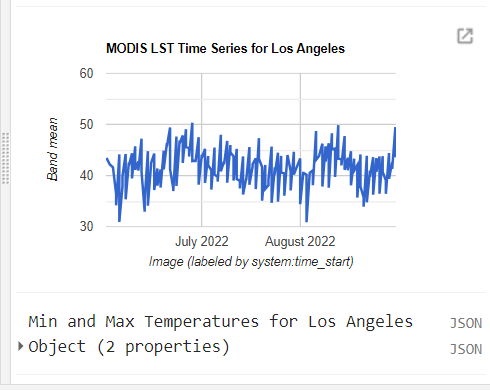 MODIS LST Time Series for Los Angeles
60
50
40
30
Band mean
July 2022
August 2022
Image (labeled by system:time_start)
Min and Max Temperatures for Los Angeles JSON
Object (2 properties) JSON